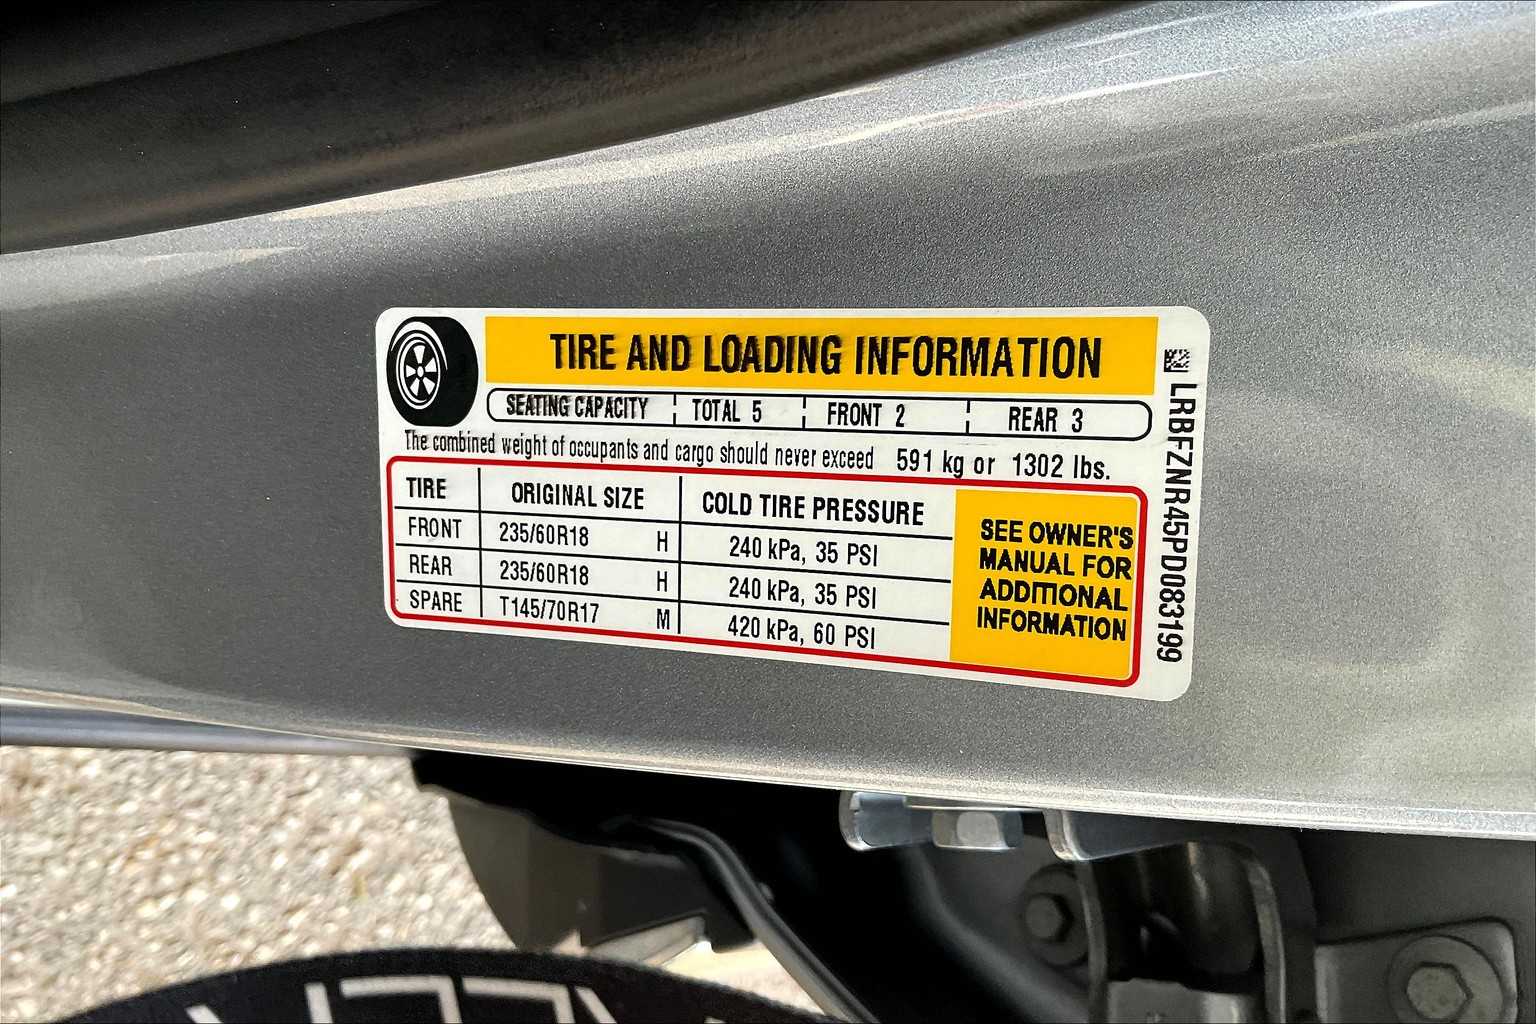 TIRE AND LOADING INFORMATION
SEATING CAPACITY TOTAL 5 FRONT 2 REAR 3
The combined weight of occupants and cargo should never exceed 591 kg or 1302 lbs.
TIRE ORIGINAL SIZE COLD TIRE PRESSURE
FRONT 235/60R18 H 240 kPa, 35 PSI
REAR 235/60R18 H 240 kPa, 35 PSI
SPARE T145/70R17 M 420 kPa, 60 PSI
SEE OWNER'S
MANUAL FOR
ADDITIONAL
INFORMATION
LRBFZNR45PD083199